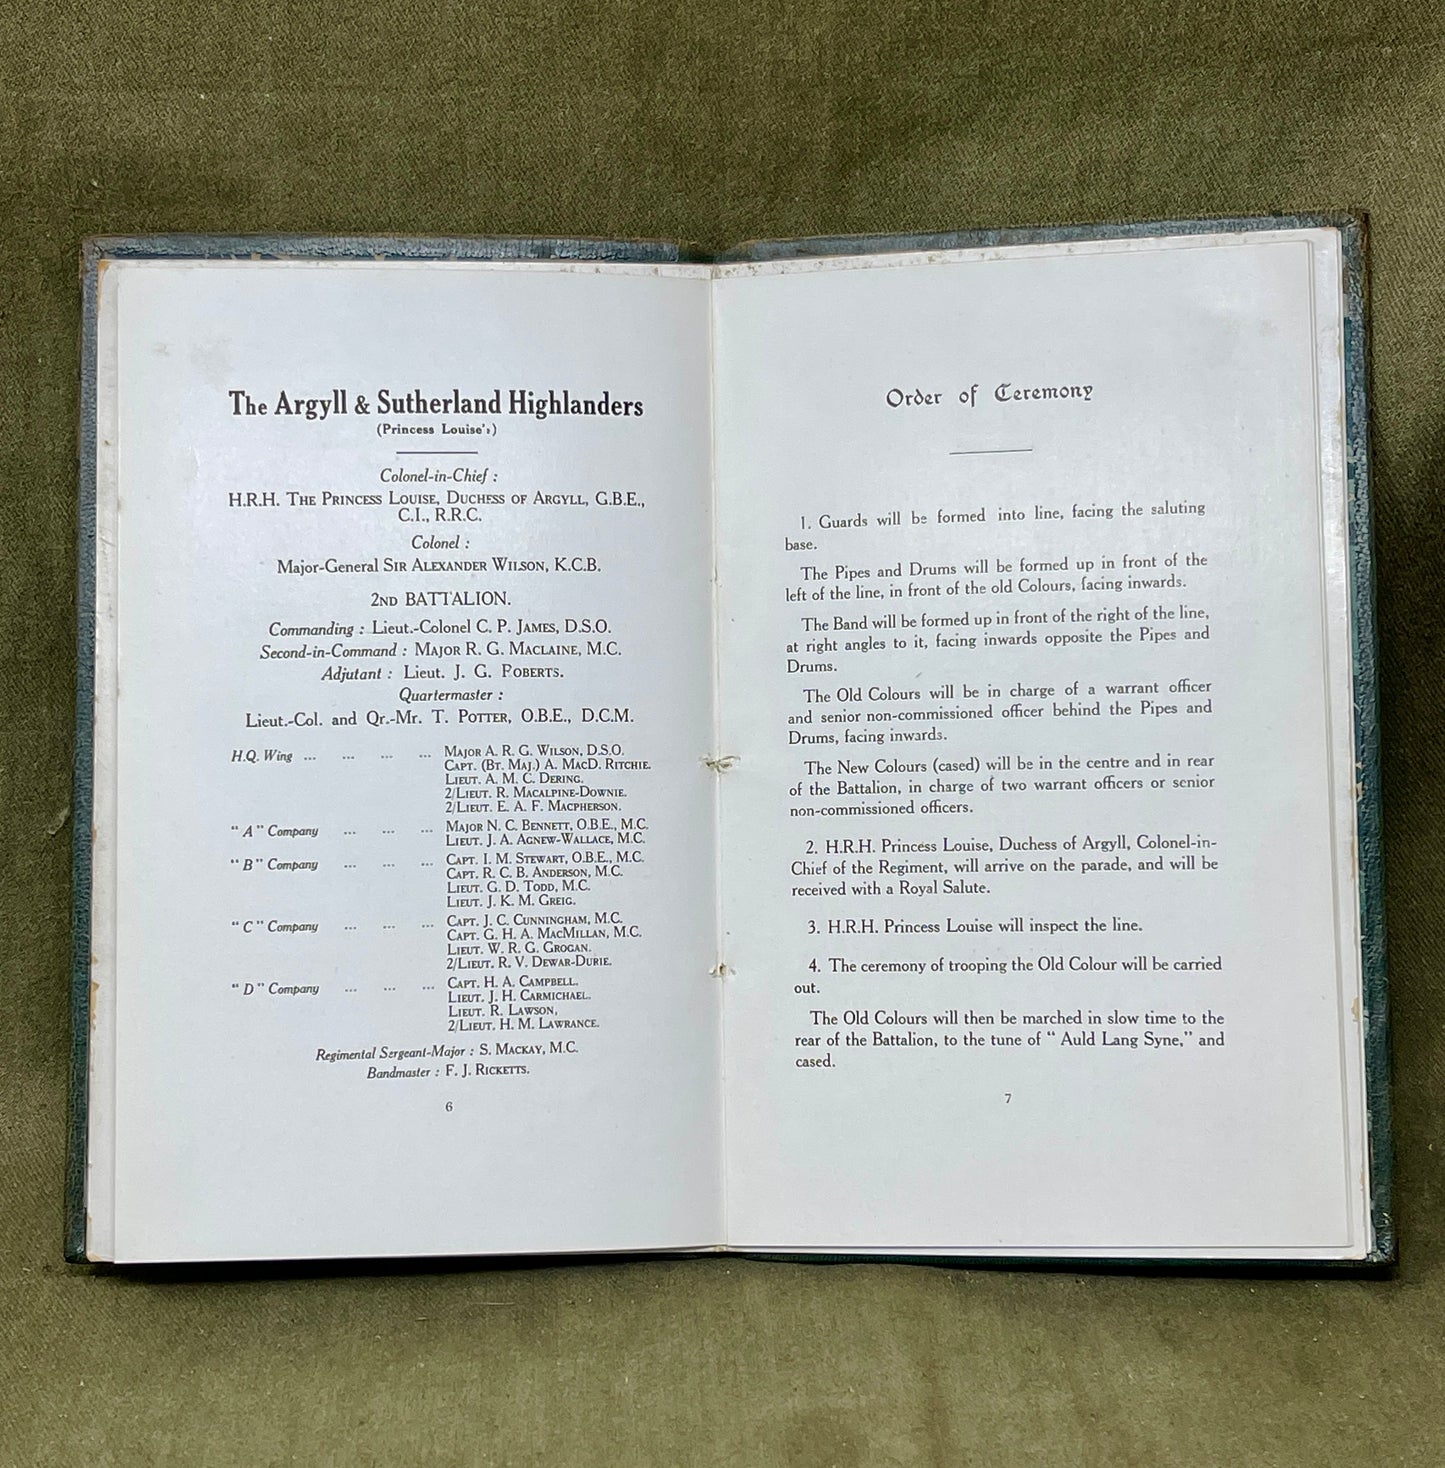 The Argyll & Sutherland Highlanders
(Princess Louise's)
Colonel-in-Chief :
H.R.H. THE PRINCESS LOUISE, DUCHESS OF ARGYLL, G.B.E.,
C.I., R.R.C.
Colonel :
Major-General SIR ALEXANDER WILSON, K.C.B.
2ND BATTALION.
Commanding : Lieut.-Colonel C. P. JAMES, D.S.O.
Second-in-Command : MAJOR R. G. MACLAINE, M.C.
Adjutant : Lieut. J. G. ROBERTS.
Quartermaster :
Lieut.-Col. and Qr.-Mr. T. POTTER, O.B.E., D.C.M.
H.Q. Wing ... ... ... ... MAJOR A. R. G. WILSON, D.S.O.
CAPT. (BT. MAJ.) A. MACD. RITCHIE.
LIEUT. A. M. C. DERING.
2/LIEUT. R. MACALPINE-DOWNIE.
2/LIEUT. E. A. F. MACPHERSON.
" A " Company ... ... ... MAJOR N. C. BENNETT, O.B.E., M.C.
LIEUT. J. A. AGNEW-WALLACE, M.C.
" B " Company ... ... ... CAPT. I. M. STEWART, O.B.E., M.C.
CAPT. R. C. B. ANDERSON, M.C.
LIEUT. G. D. TODD, M.C.
LIEUT. J. K. M. GREIG.
" C " Company ... ... ... CAPT. J. C. CUNNINGHAM, M.C.
CAPT. G. H. A. MACMILLAN, M.C.
LIEUT. W. R. G. GROGAN.
2/LIEUT. R. V. DEWAR-DURIE.
" D " Company ... ... ... CAPT. H. A. CAMPBELL.
LIEUT. J. H. CARMICHAEL.
LIEUT. R. LAWSON,
2/LIEUT. H. M. LAWRANCE.
Regimental Sergeant-Major : S. MACKAY, M.C.
Bandmaster : F. J. RICKETTS.
6
Order of Ceremony
1. Guards will be formed into line, facing the saluting
base.
The Pipes and Drums will be formed up in front of the
left of the line, in front of the old Colours, facing inwards.
The Band will be formed up in front of the right of the line,
at right angles to it, facing inwards opposite the Pipes and
Drums.
The Old Colours will be in charge of a warrant officer
and senior non-commissioned officer behind the Pipes and
Drums, facing inwards.
The New Colours (cased) will be in the centre and in rear
of the Battalion, in charge of two warrant officers or senior
non-commissioned officers.
2. H.R.H. Princess Louise, Duchess of Argyll, Colonel-in-
Chief of the Regiment, will arrive on the parade, and will be
received with a Royal Salute.
3. H.R.H. Princess Louise will inspect the line.
4. The ceremony of trooping the Old Colour will be carried
out.
The Old Colours will then be marched in slow time to the
rear of the Battalion, to the tune of " Auld Lang Syne," and
cased.
7